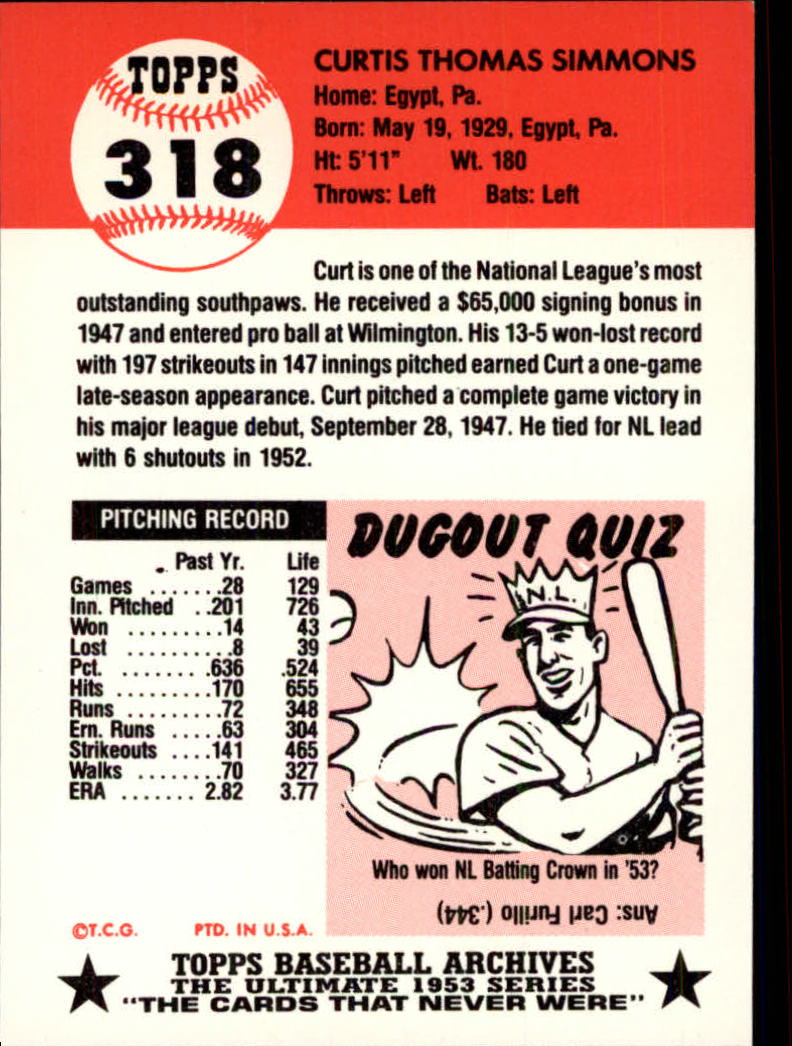 TOPPS
318
CURTIS THOMAS SIMMONS
Home: Egypt, Pa.
Born: May 19, 1929, Egypt, Pa.
Ht: 5'11" Wt. 180
Throws: Left Bats: Left
Curt is one of the National League's most
outstanding southpaws. He received a $65,000 signing bonus in
1947 and entered pro ball at Wilmington. His 13-5 won-lost record
with 197 strikeouts in 147 innings pitched earned Curt a one-game
late-season appearance. Curt pitched a complete game victory in
his major league debut, September 28, 1947. He tied for NL lead
with 6 shutouts in 1952.
PITCHING RECORD
Past Yr. Life
Games .......28 129
Inn. Pitched ..201 726
Won ..........14 43
Lost ..........8 39
Pct. .........636 .524
Hits .........170 655
Runs .........72 348
Ern. Runs .....63 304
Strikeouts ....141 465
Walks ........70 327
ERA ....... 2.82 3.77
DUGOUT QUIZ
N.L.
Who won NL Batting Crown in '53?
Ans: Carl Furillo (.344)
©T.C.G. PTD. IN U.S.A.
TOPPS BASEBALL ARCHIVES
THE ULTIMATE 1953 SERIES
"THE CARDS THAT NEVER WERE"